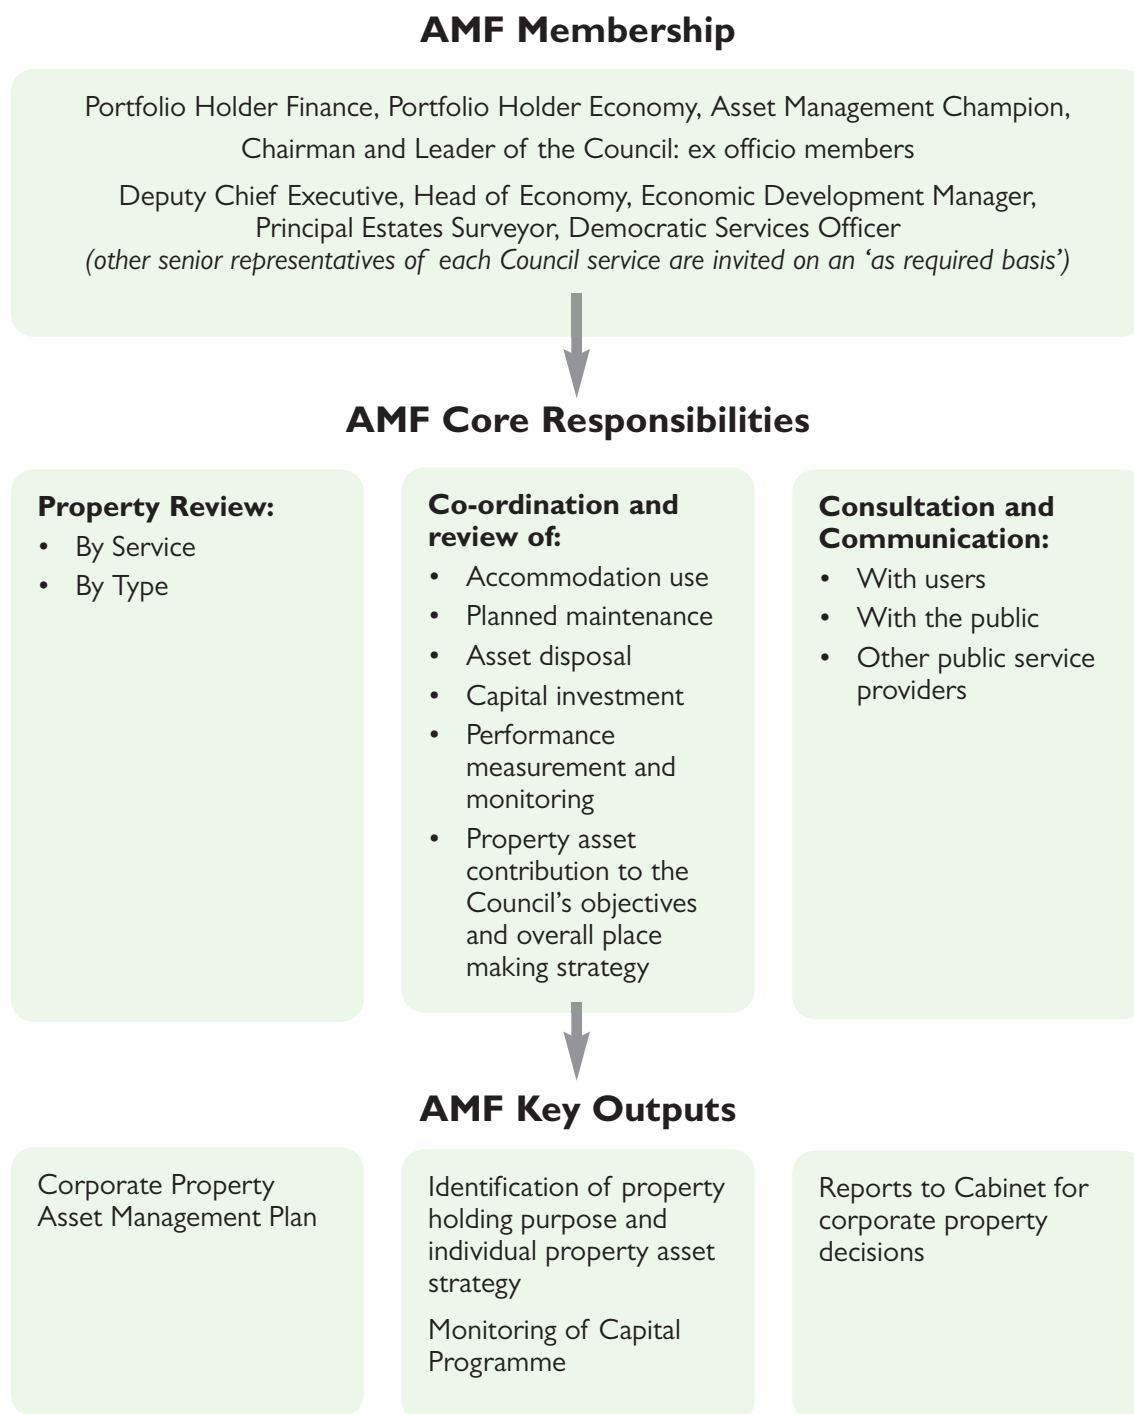 AMF Membership
Portfolio Holder Finance, Portfolio Holder Economy, Asset Management Champion,
Chairman and Leader of the Council: ex officio members
Deputy Chief Executive, Head of Economy, Economic Development Manager,
Principal Estates Surveyor, Democratic Services Officer
(other senior representatives of each Council service are invited on an ‘as required basis’)
AMF Core Responsibilities
Property Review:
• By Service
• By Type
Co-ordination and
review of:
• Accommodation use
• Planned maintenance
• Asset disposal
• Capital investment
• Performance
measurement and
monitoring
• Property asset
contribution to the
Council’s objectives
and overall place
making strategy
Consultation and
Communication:
• With users
• With the public
• Other public service
providers
AMF Key Outputs
Corporate Property
Asset Management Plan
Identification of property
holding purpose and
individual property asset
strategy
Monitoring of Capital
Programme
Reports to Cabinet for
corporate property
decisions